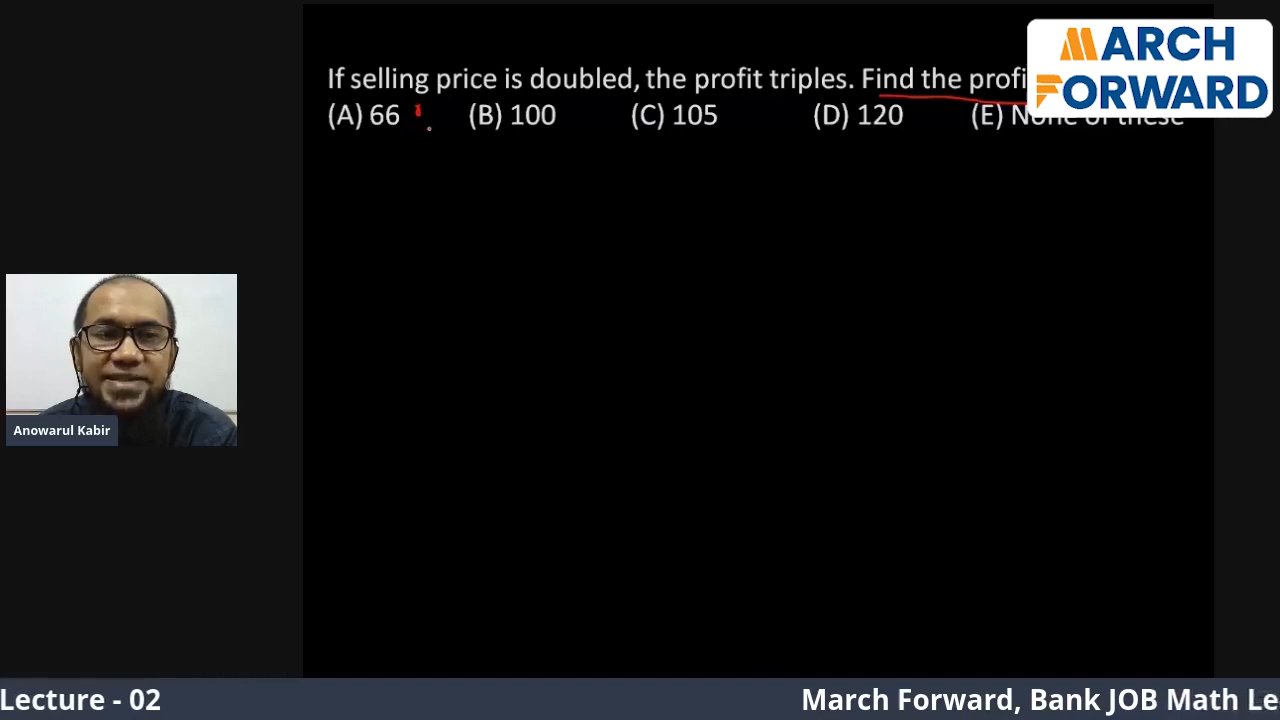 MARCH
FORWARD
If selling price is doubled, the profit triples. Find the
(A) 66 (B) 100 (C) 105 (D) 120 (E) None of these
Anowarul Kabir
Lecture - 02
March Forward, Bank JOB Math Le